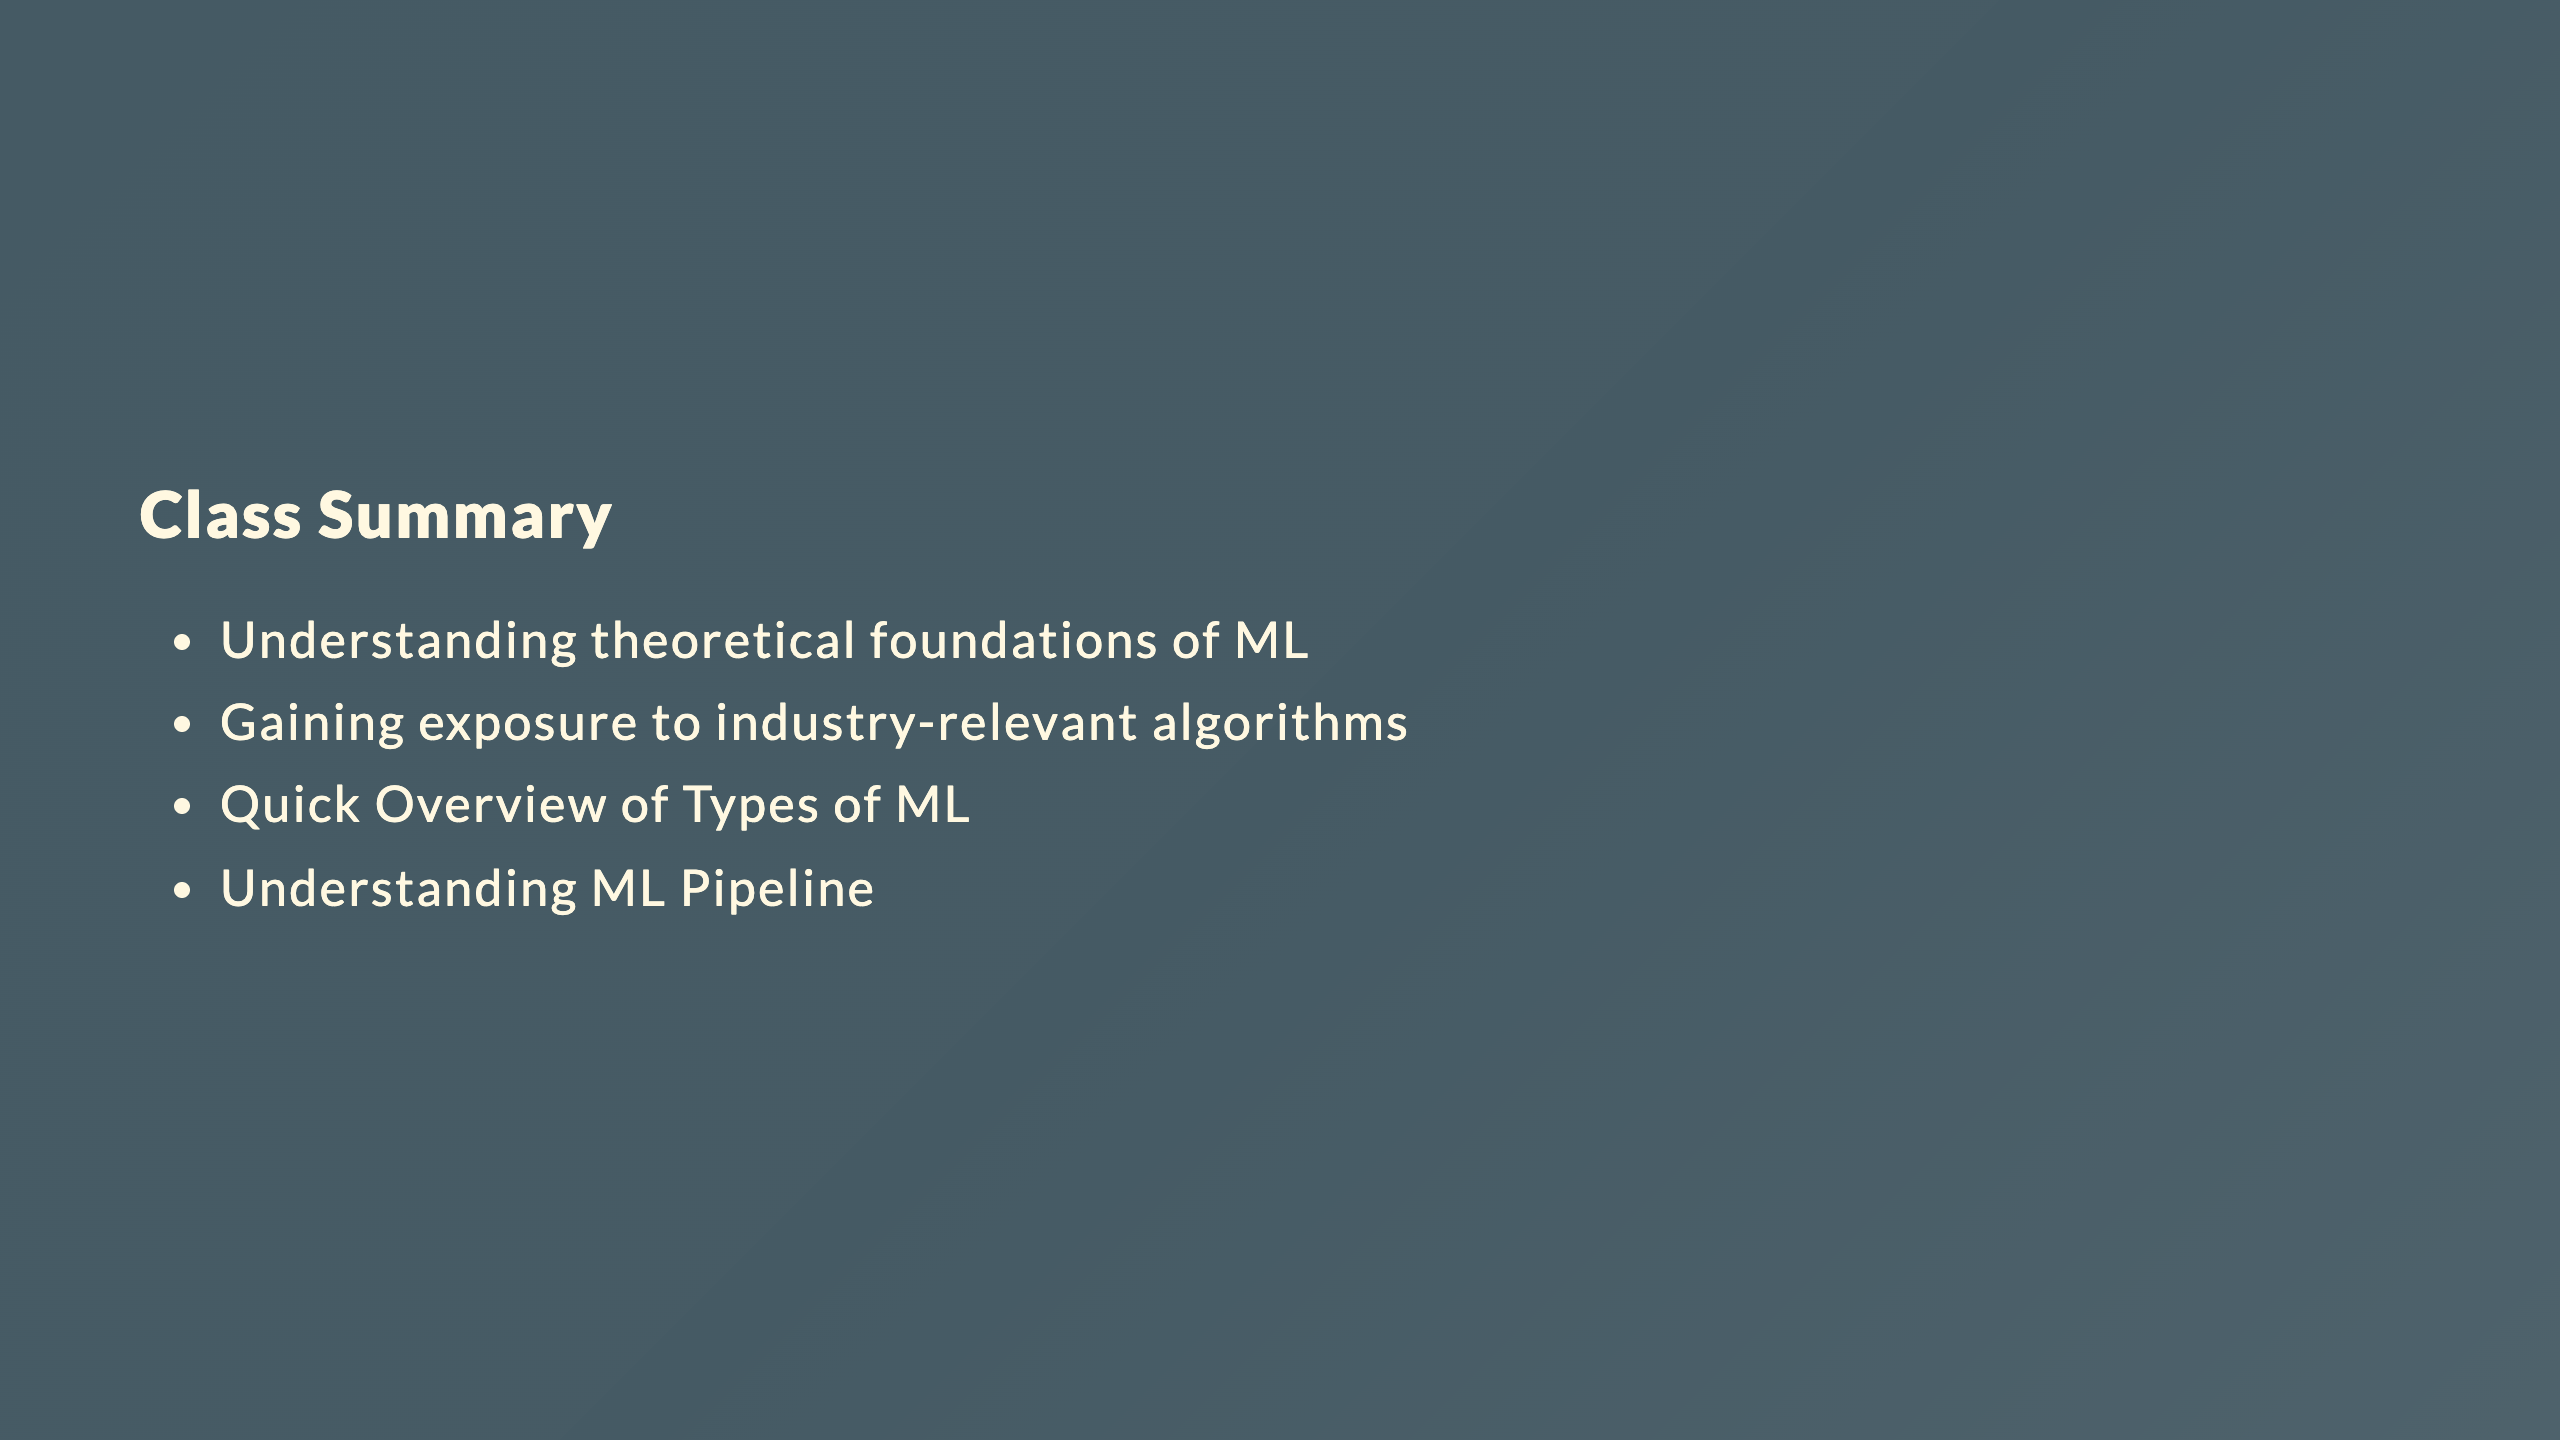 Class Summary
• Understanding theoretical foundations of ML
• Gaining exposure to industry-relevant algorithms
• Quick Overview of Types of ML
• Understanding ML Pipeline